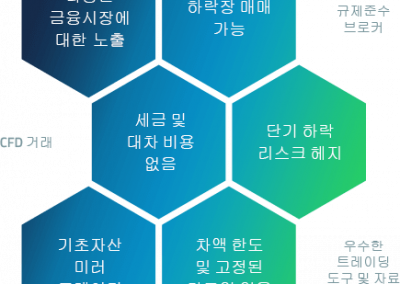 금융시장에
대한 노출
하락장 매매
가능
규제준수
브로커
CFD 거래
세금 및
대차 비용
없음
단기 하락
리스크 헤지
기초자산
미러
차액 한도
및 고정된
우수한
트레이딩
도구 및 자료